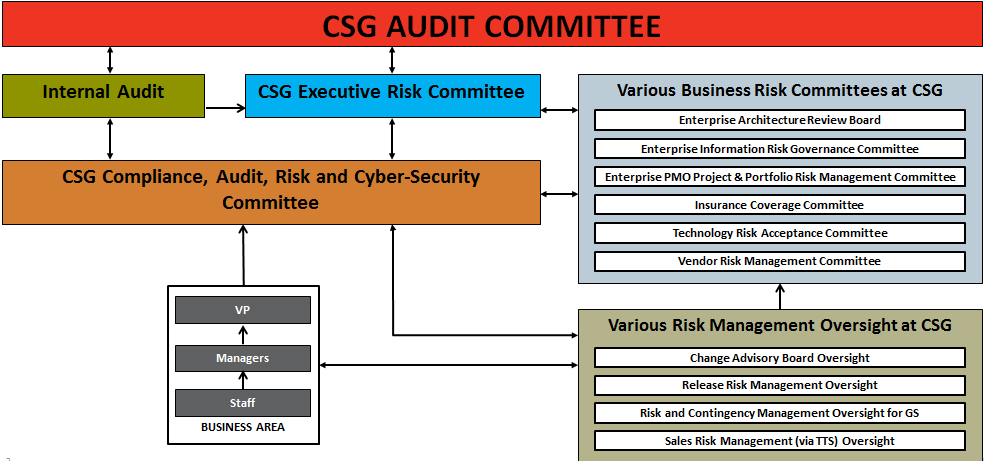 CSG AUDIT COMMITTEE
Internal Audit
CSG Executive Risk Committee
Various Business Risk Committees at CSG
Enterprise Architecture Review Board
Enterprise Information Risk Governance Committee
Enterprise PMO Project & Portfolio Risk Management Committee
Insurance Coverage Committee
Technology Risk Acceptance Committee
Vendor Risk Management Committee
CSG Compliance, Audit, Risk and Cyber-Security
Committee
VP
Managers
Staff
BUSINESS AREA
Various Risk Management Oversight at CSG
Change Advisory Board Oversight
Release Risk Management Oversight
Risk and Contingency Management Oversight for GS
Sales Risk Management (via TTS) Oversight